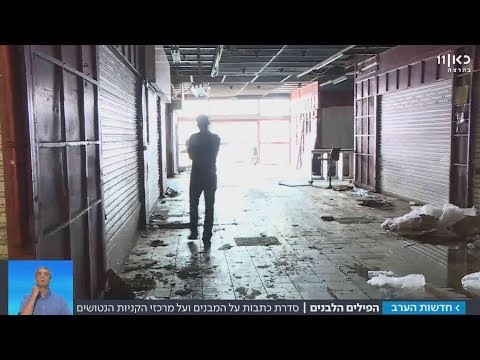 כאן 11
בהרצה
חדשות הערב
הפילים הלבנים | סדרת כתבות על המבנים ועל מרכזי הקניות הנטושים